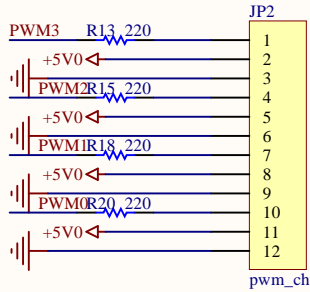 JP2
PWM3 R13 220 1
+5V0 2
3
PWM2 R15 220 4
+5V0 5
6
PWM1 R18 220 7
+5V0 8
9
PWM0 R20 220 10
+5V0 11
12
pwm_ch